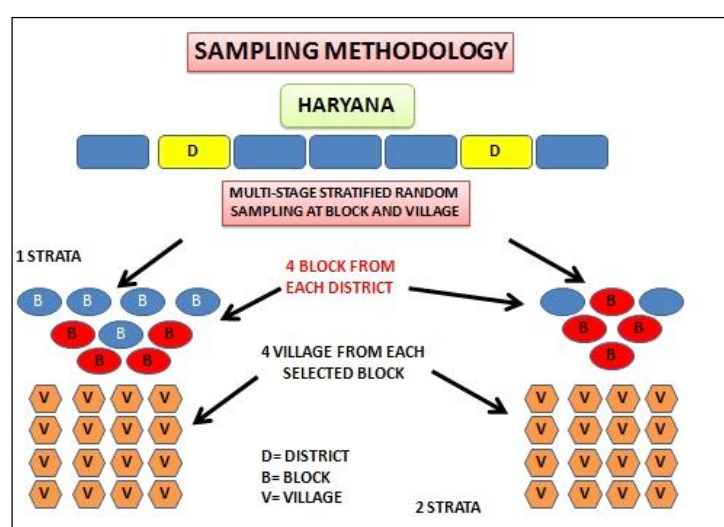 SAMPLING METHODOLOGY
HARYANA
D D
MULTI-STAGE STRATIFIED RANDOM
SAMPLING AT BLOCK AND VILLAGE
1 STRATA
4 BLOCK FROM
EACH DISTRICT
B B B B
B B B
B B
B
B B
B
4 VILLAGE FROM EACH
SELECTED BLOCK
V V V V
V V V V
V V V V
V V V V
V V V V
V V V V
V V V V
V V V V
D= DISTRICT
B= BLOCK
V= VILLAGE
2 STRATA